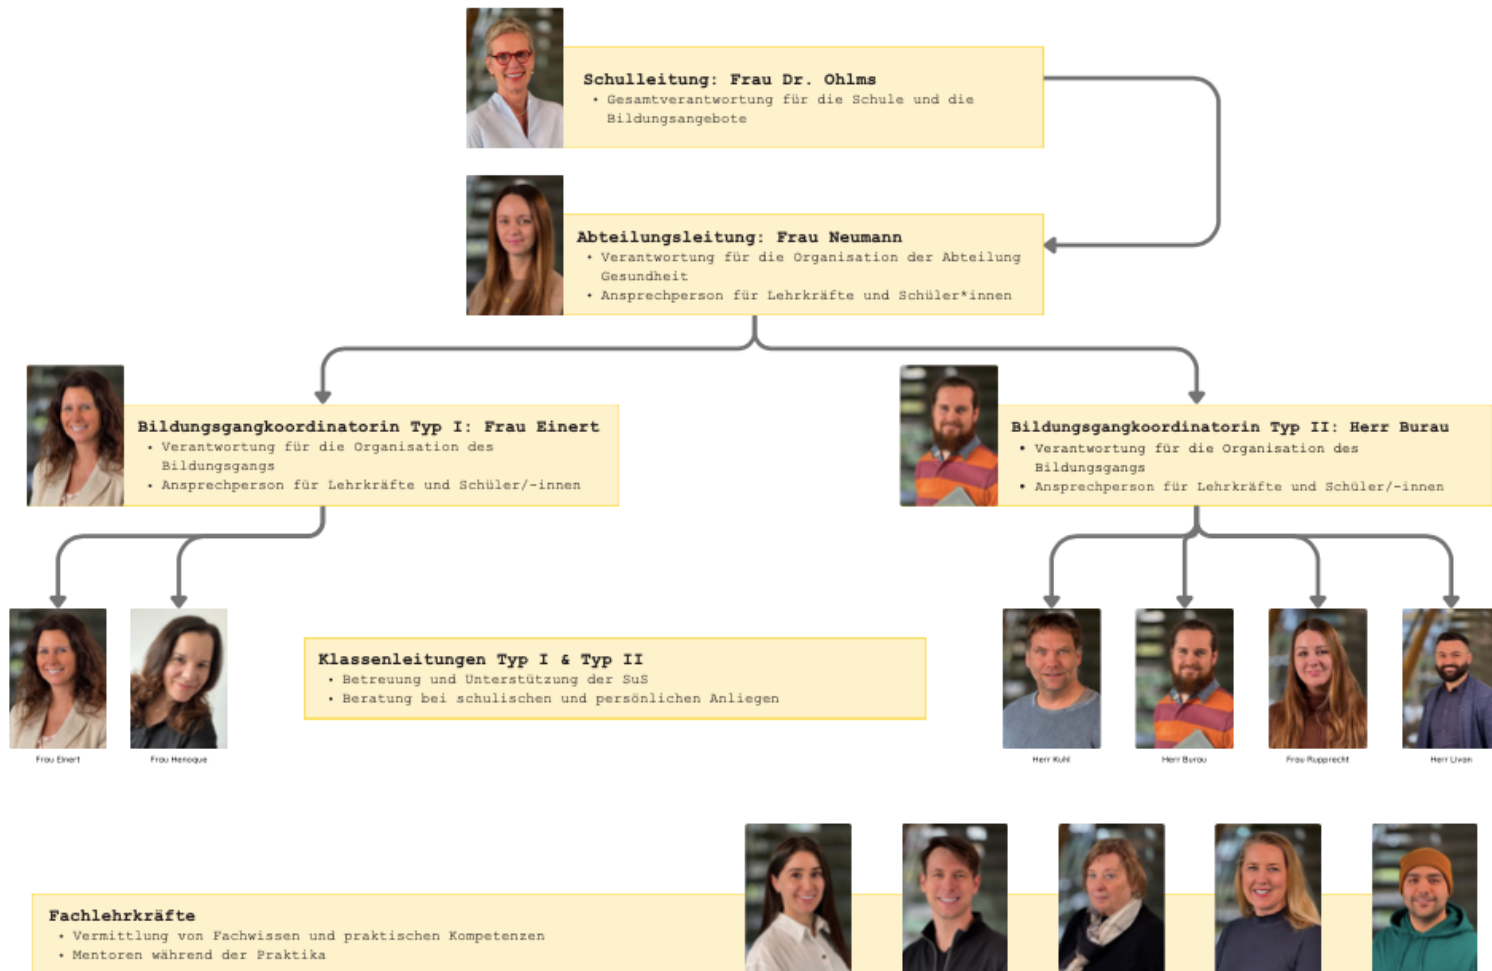 Schulleitung: Frau Dr. Ohlms
• Gesamtverantwortung für die Schule und die
Bildungsangebote
Abteilungsleitung: Frau Neumann
• Verantwortung für die Organisation der Abteilung
Gesundheit
• Ansprechperson für Lehrkräfte und Schüler*innen
Bildungsgangkoordinatorin Typ I: Frau Einert
• Verantwortung für die Organisation des
Bildungsgangs
• Ansprechperson für Lehrkräfte und Schüler/-innen
Bildungsgangkoordinatorin Typ II: Herr Burau
• Verantwortung für die Organisation des
Bildungsgangs
• Ansprechperson für Lehrkräfte und Schüler/-innen
Klassenleitungen Typ I & Typ II
• Betreuung und Unterstützung der SuS
• Beratung bei schulischen und persönlichen Anliegen
Frau Einert
Frau Henoque
Herr Kuhl
Herr Burau
Frau Rupprecht
Herr Livan
Fachlehrkräfte
• Vermittlung von Fachwissen und praktischen Kompetenzen
• Mentoren während der Praktika